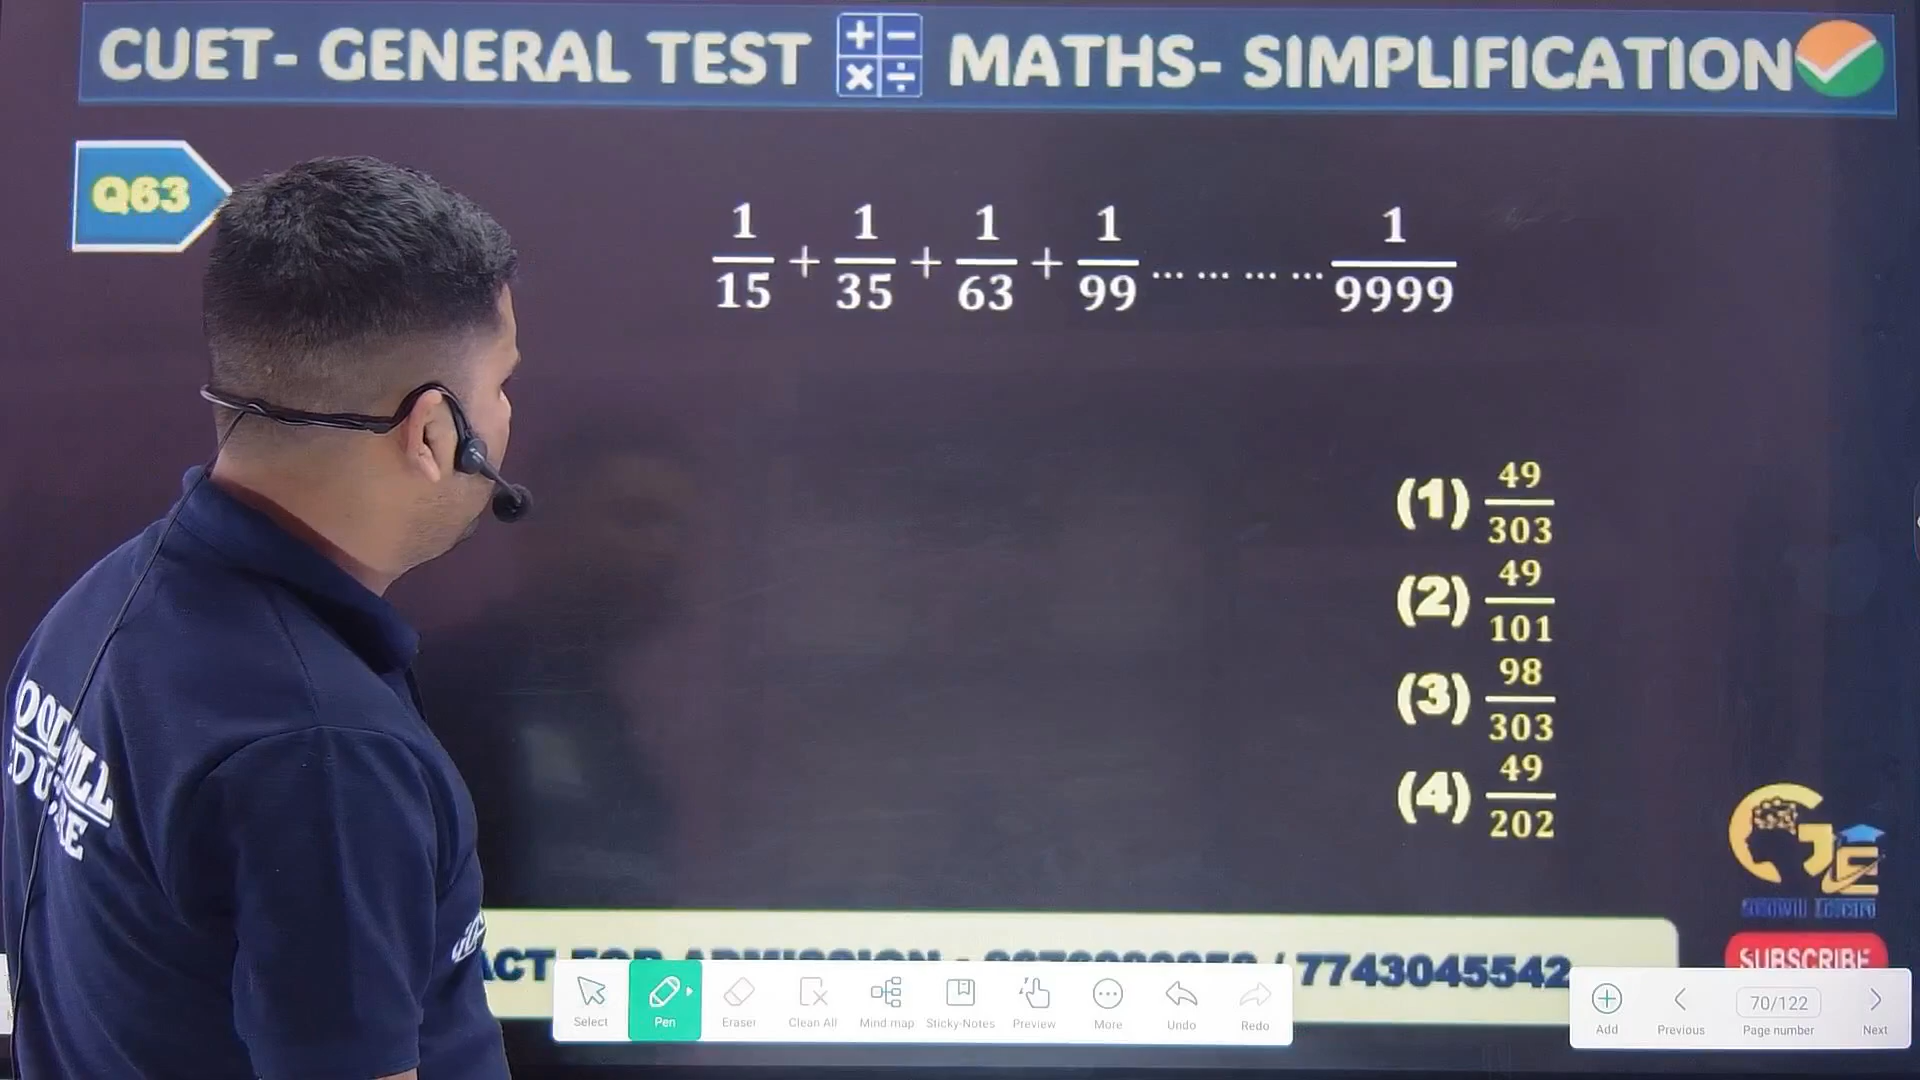 CUET- GENERAL TEST + − × ÷ MATHS- SIMPLIFICATION
Q63
1/15 + 1/35 + 1/63 + 1/99 ... ... ... ... 1/9999
(1) 49/303
(2) 49/101
(3) 98/303
(4) 49/202
GE
SUBSCRIBE
/ 7743045542
Select Pen Eraser Clean All Mind map Sticky-Notes Preview More Undo Redo
Add Previous 70/122 Page number Next